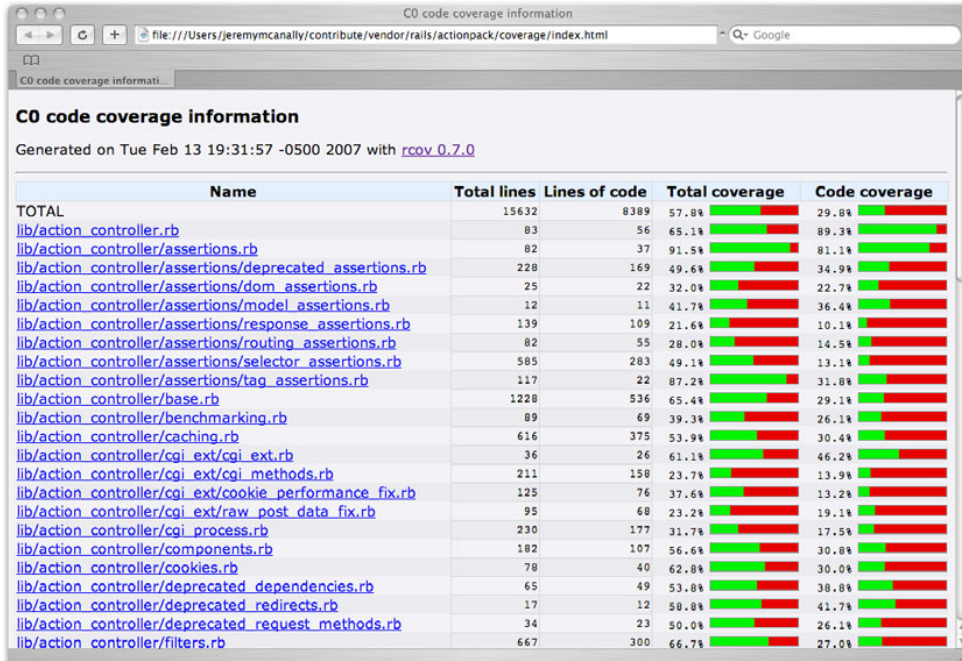 C0 code coverage information
file:///Users/jeremymcanally/contribute/vendor/rails/actionpack/coverage/index.html
Google
C0 code coverage informati...
C0 code coverage information
Generated on Tue Feb 13 19:31:57 -0500 2007 with rcov 0.7.0
Name Total lines Lines of code Total coverage Code coverage
TOTAL 15632 8389 57.8% 29.8%
lib/action_controller.rb 83 56 65.1% 89.3%
lib/action_controller/assertions.rb 82 37 91.5% 81.1%
lib/action_controller/assertions/deprecated_assertions.rb 228 169 49.6% 34.9%
lib/action_controller/assertions/dom_assertions.rb 25 22 32.0% 22.7%
lib/action_controller/assertions/model_assertions.rb 12 11 41.7% 36.4%
lib/action_controller/assertions/response_assertions.rb 139 109 21.6% 10.1%
lib/action_controller/assertions/routing_assertions.rb 82 55 28.0% 14.5%
lib/action_controller/assertions/selector_assertions.rb 585 283 49.1% 13.1%
lib/action_controller/assertions/tag_assertions.rb 117 22 87.2% 31.8%
lib/action_controller/base.rb 1228 536 65.4% 29.1%
lib/action_controller/benchmarking.rb 89 69 39.3% 26.1%
lib/action_controller/caching.rb 616 375 53.9% 30.4%
lib/action_controller/cgi_ext/cgi_ext.rb 36 26 61.1% 46.2%
lib/action_controller/cgi_ext/cgi_methods.rb 211 158 23.7% 13.9%
lib/action_controller/cgi_ext/cookie_performance_fix.rb 125 76 37.6% 13.2%
lib/action_controller/cgi_ext/raw_post_data_fix.rb 95 68 23.2% 19.1%
lib/action_controller/cgi_process.rb 230 177 31.7% 17.5%
lib/action_controller/components.rb 182 107 56.6% 30.8%
lib/action_controller/cookies.rb 78 40 62.8% 30.0%
lib/action_controller/deprecated_dependencies.rb 65 49 53.8% 38.8%
lib/action_controller/deprecated_redirects.rb 17 12 58.8% 41.7%
lib/action_controller/deprecated_request_methods.rb 34 23 50.0% 26.1%
lib/action_controller/filters.rb 667 300 66.7% 27.0%